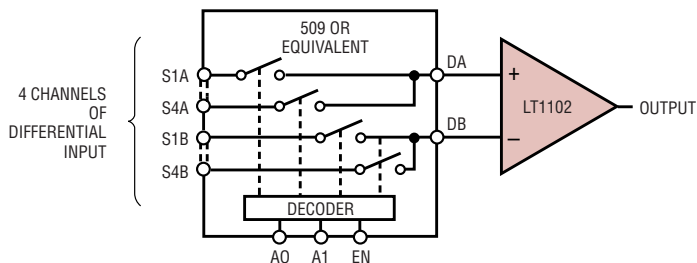 509 OR
EQUIVALENT
4 CHANNELS
OF
DIFFERENTIAL
INPUT
S1A
S4A
S1B
S4B
DA
DB
+
–
LT1102
OUTPUT
DECODER
AO A1 EN